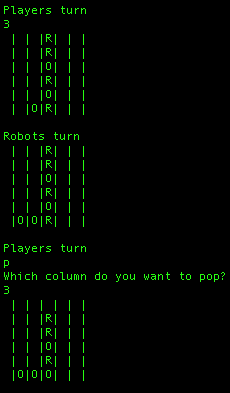 Players turn
3
 | | |R| | |
 | | |R| | |
 | | |O| | |
 | | |R| | |
 | | |O| | |
 | |O|R| | |
Robots turn
 | | |R| | |
 | | |R| | |
 | | |O| | |
 | | |R| | |
 | | |O| | |
 |O|O|R| | |
Players turn
p
Which column do you want to pop?
3
 | | | | | |
 | | |R| | |
 | | |R| | |
 | | |O| | |
 | | |R| | |
 |O|O|O| | |